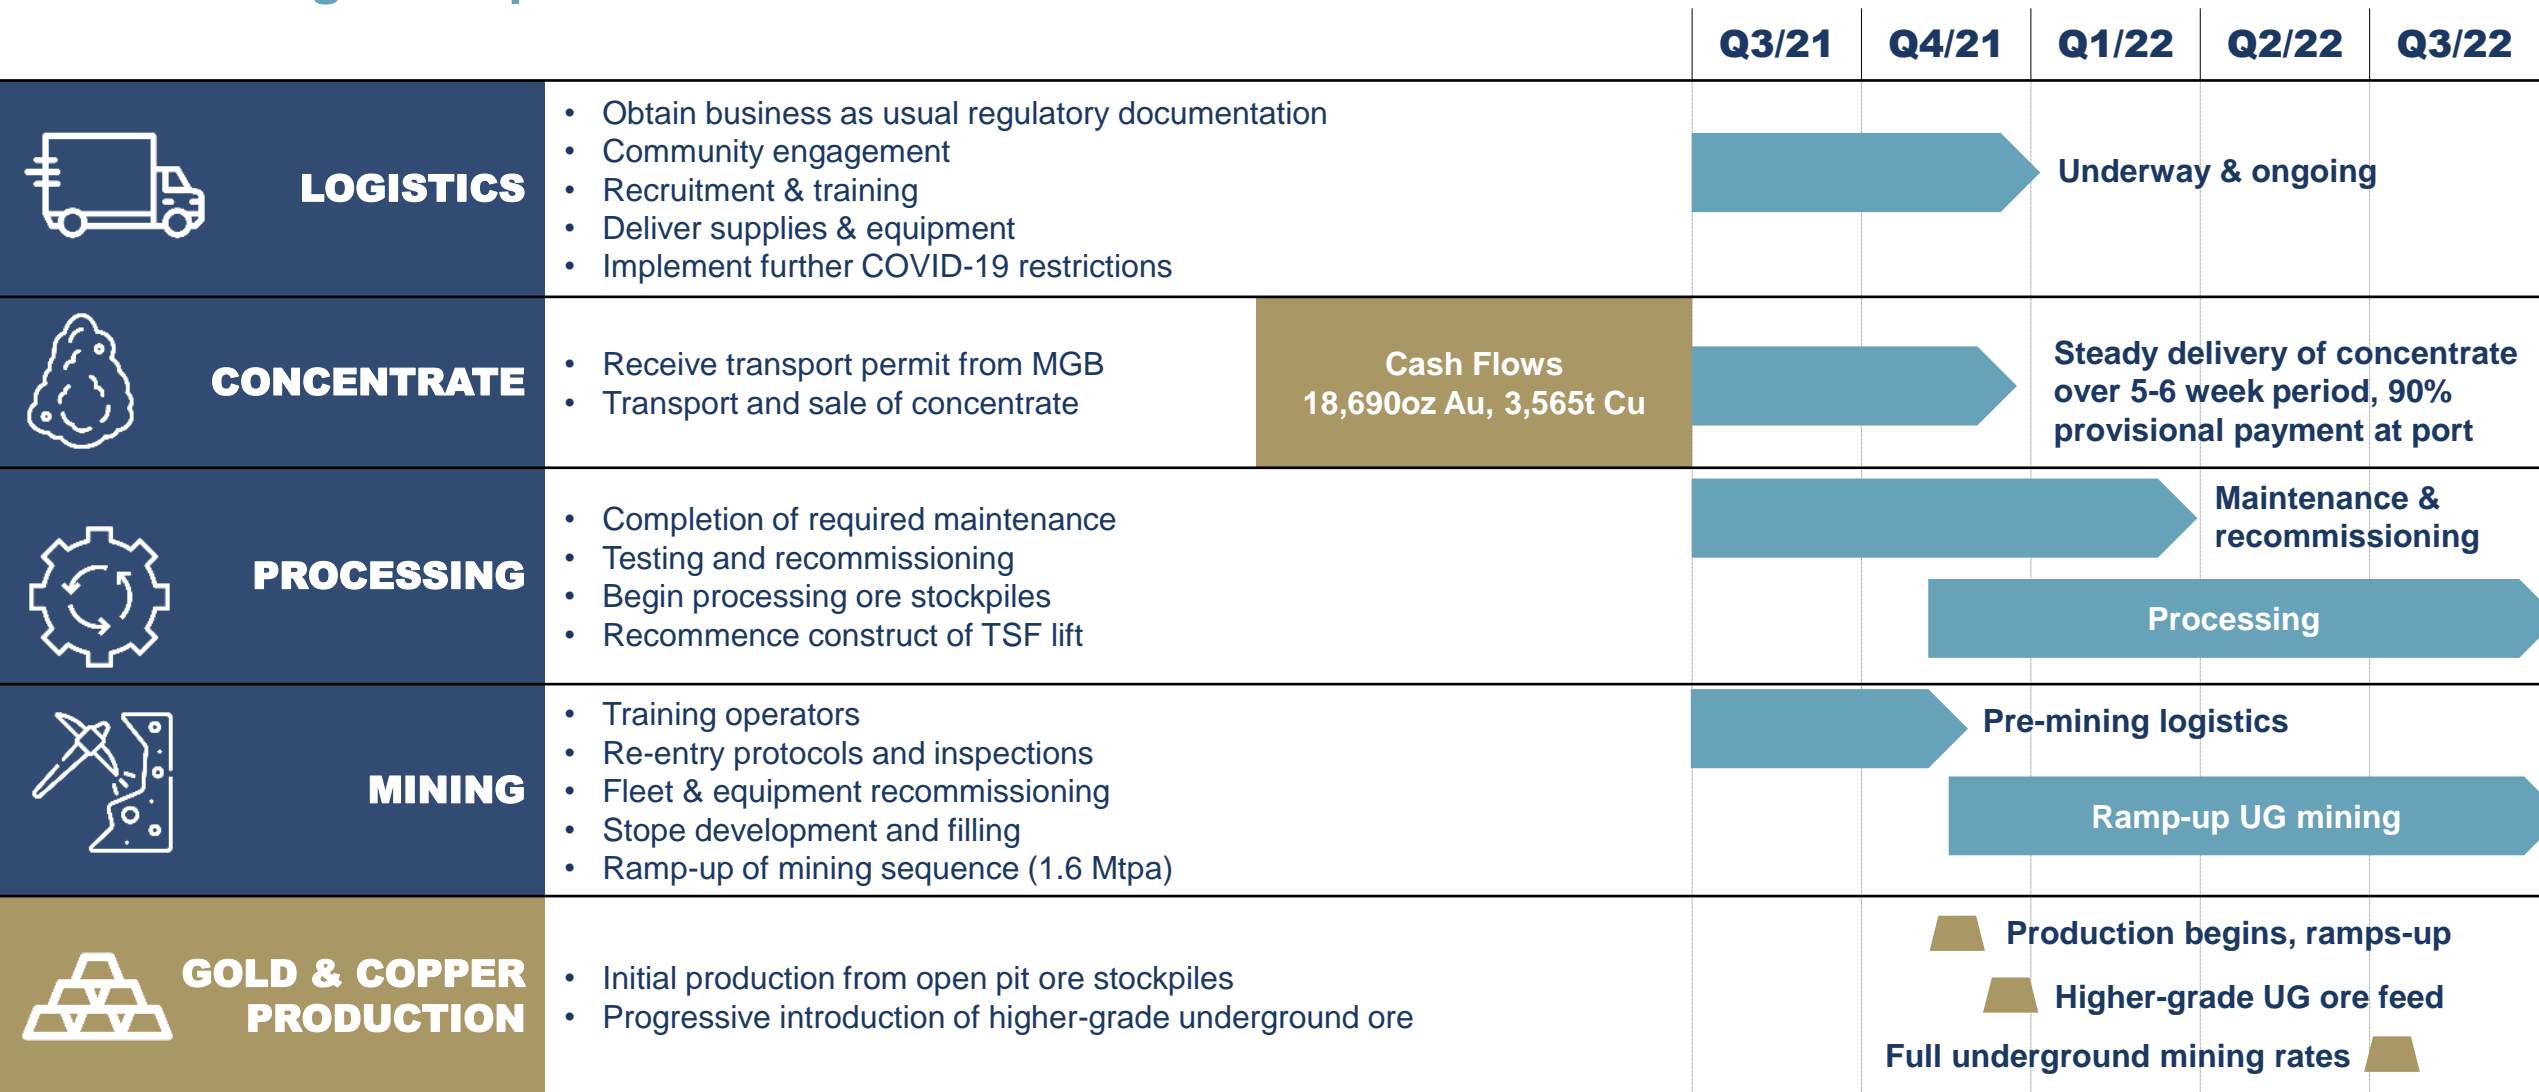 Q3/21 Q4/21 Q1/22 Q2/22 Q3/22
LOGISTICS
• Obtain business as usual regulatory documentation
• Community engagement
• Recruitment & training
• Deliver supplies & equipment
• Implement further COVID-19 restrictions
Underway & ongoing
CONCENTRATE
• Receive transport permit from MGB
• Transport and sale of concentrate
Cash Flows
18,690oz Au, 3,565t Cu
Steady delivery of concentrate
over 5-6 week period, 90%
provisional payment at port
PROCESSING
• Completion of required maintenance
• Testing and recommissioning
• Begin processing ore stockpiles
• Recommence construct of TSF lift
Maintenance &
recommissioning
Processing
MINING
• Training operators
• Re-entry protocols and inspections
• Fleet & equipment recommissioning
• Stope development and filling
• Ramp-up of mining sequence (1.6 Mtpa)
Pre-mining logistics
Ramp-up UG mining
GOLD & COPPER
PRODUCTION
• Initial production from open pit ore stockpiles
• Progressive introduction of higher-grade underground ore
Production begins, ramps-up
Higher-grade UG ore feed
Full underground mining rates